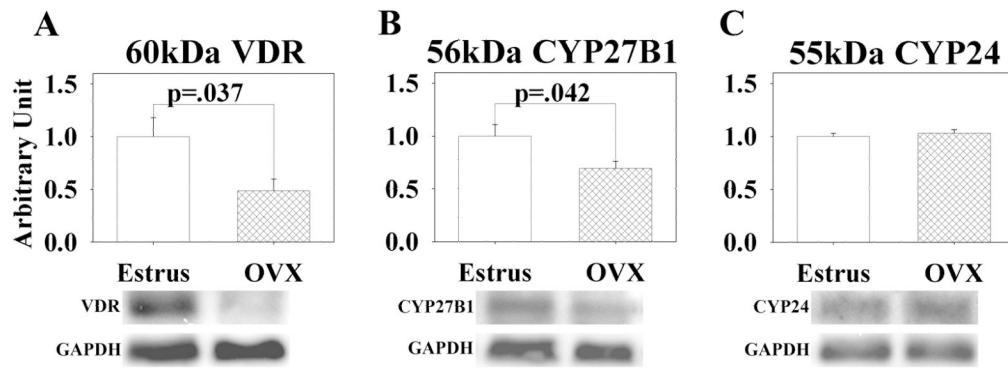 A
60kDa VDR
Arbitrary Unit
1.5
1.0
0.5
0.0
p=.037
Estrus OVX
VDR
GAPDH
B
56kDa CYP27B1
1.5
1.0
0.5
0.0
p=.042
Estrus OVX
CYP27B1
GAPDH
C
55kDa CYP24
1.5
1.0
0.5
0.0
Estrus OVX
CYP24
GAPDH